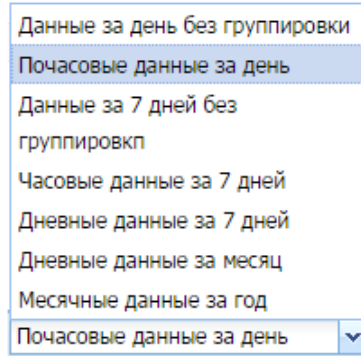 Данные за день без группировки
Почасовые данные за день
Данные за 7 дней без
группировкп
Часовые данные за 7 дней
Дневные данные за 7 дней
Дневные данные за месяц
Месячные данные за год
Почасовые данные за день